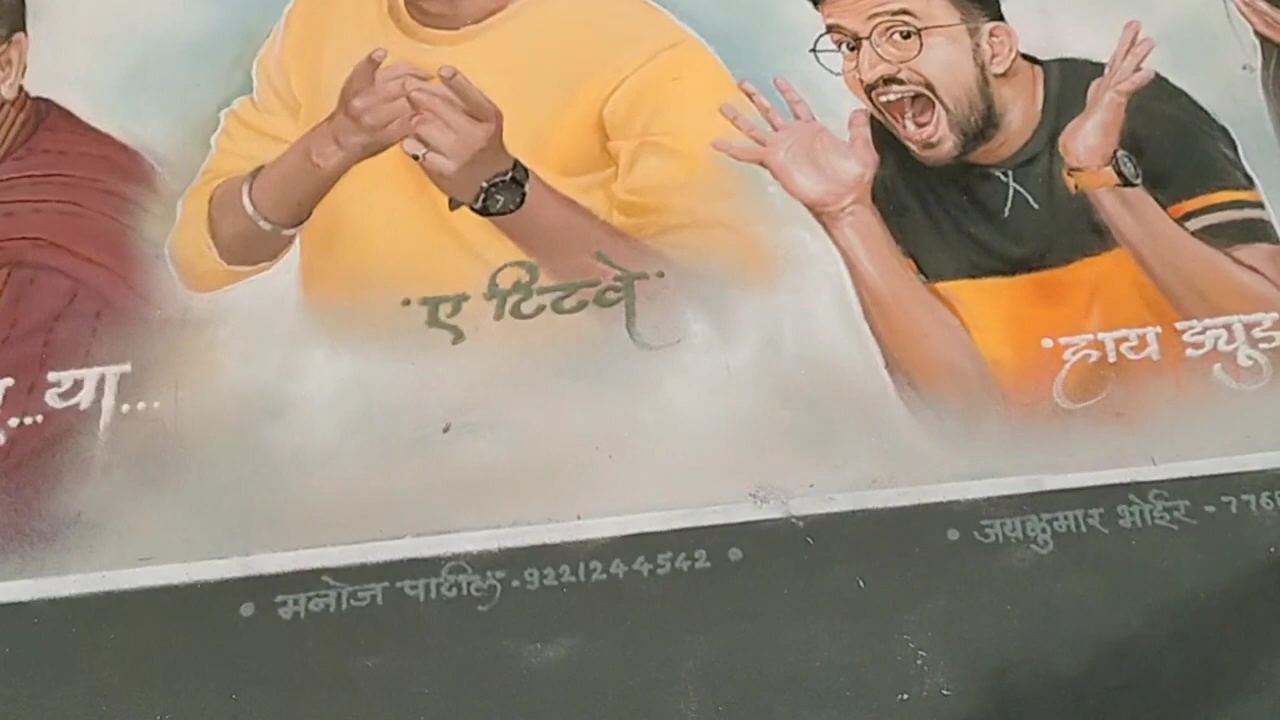 ...या...
'ए टिटवे'
'हाय ड्यूड
• मनोज पाटील - 9221244542 •
• जयकुमार भोईर - 776